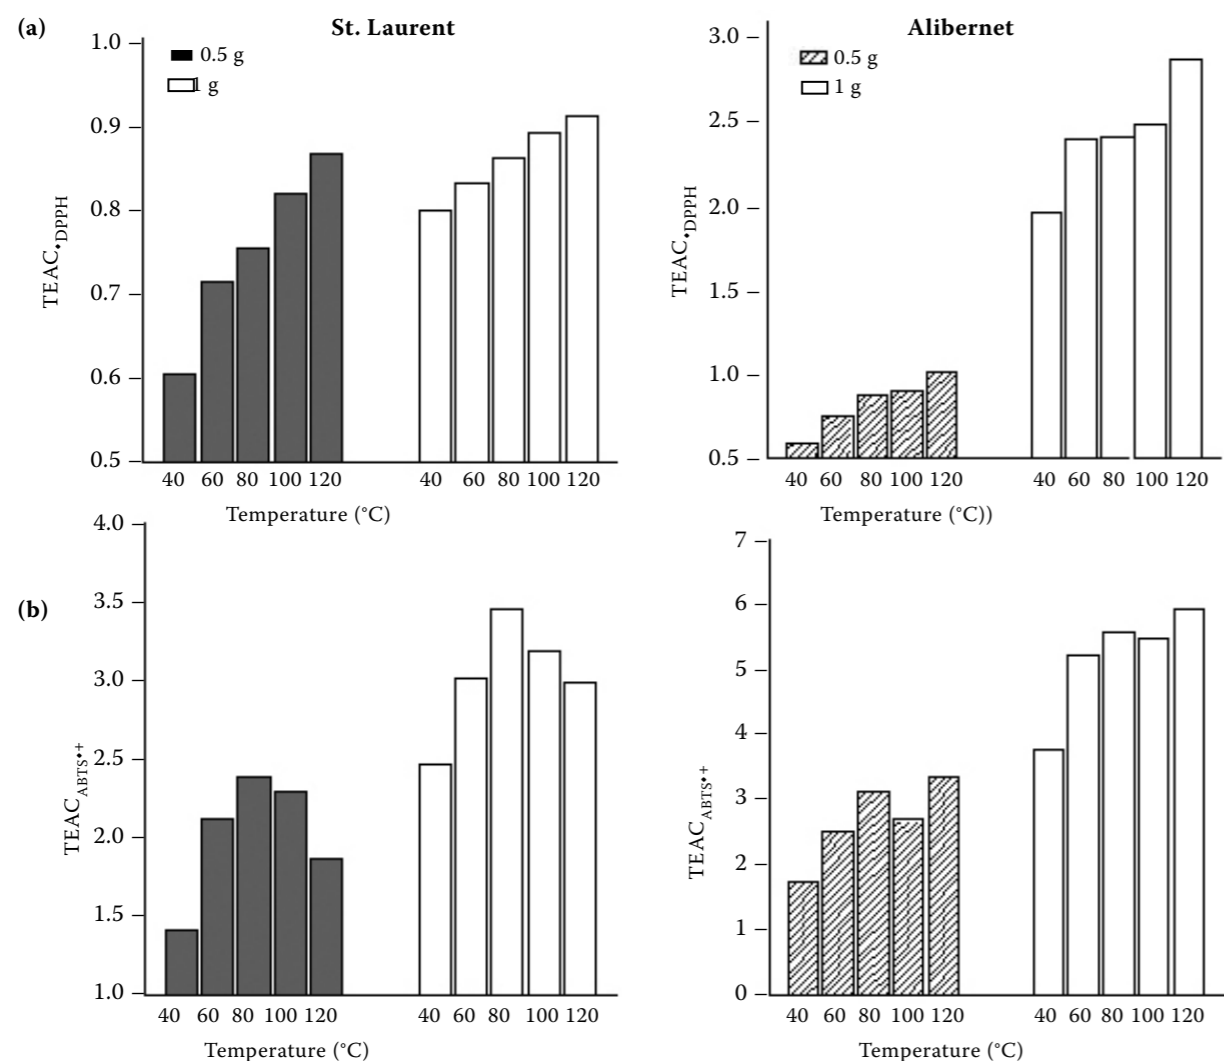 (a)
St. Laurent
1.0
0.9
0.8
0.7
0.6
0.5
TEAC•DPPH
0.5 g
1 g
40 60 80 100 120 40 60 80 100 120
Temperature (°C)
Alibernet
3.0
2.5
2.0
1.5
1.0
0.5
TEAC•DPPH
0.5 g
1 g
40 60 80 100 120 40 60 80 100 120
Temperature (°C))
(b)
4.0
3.5
3.0
2.5
2.0
1.5
1.0
TEACABTS•+
40 60 80 100 120 40 60 80 100 120
Temperature (°C)
7
6
5
4
3
2
1
0
TEACABTS•+
40 60 80 100 120 40 60 80 100 120
Temperature (°C)